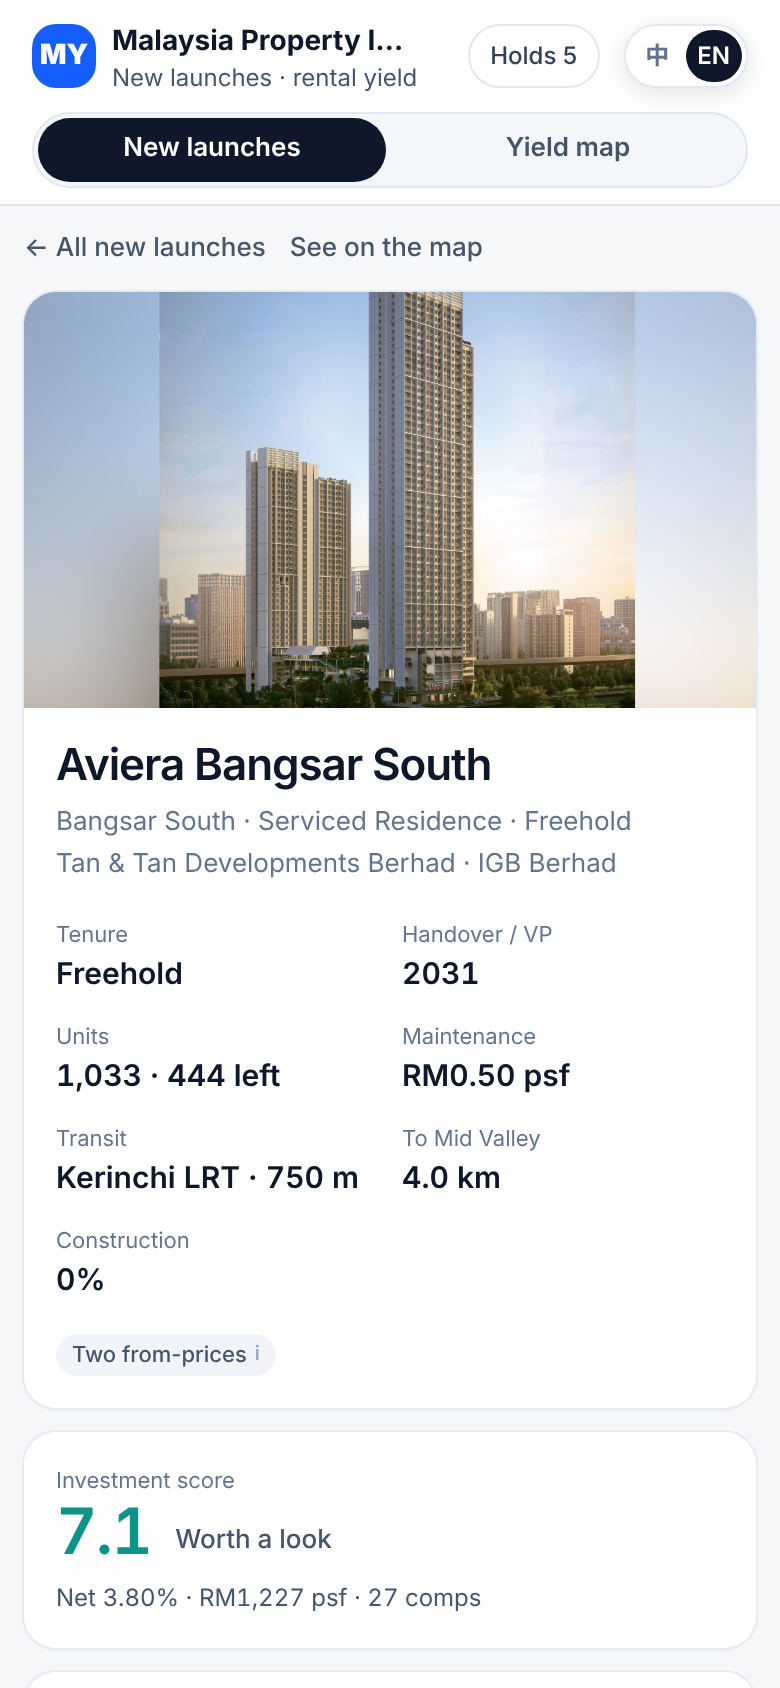 MY
Malaysia Property I...
New launches · rental yield
Holds 5
中
EN
New launches
Yield map
← All new launches
See on the map
Aviera Bangsar South
Bangsar South · Serviced Residence · Freehold
Tan & Tan Developments Berhad · IGB Berhad
Tenure
Freehold
Handover / VP
2031
Units
1,033 · 444 left
Maintenance
RM0.50 psf
Transit
Kerinchi LRT · 750 m
To Mid Valley
4.0 km
Construction
0%
Two from-prices i
Investment score
7.1 Worth a look
Net 3.80% · RM1,227 psf · 27 comps